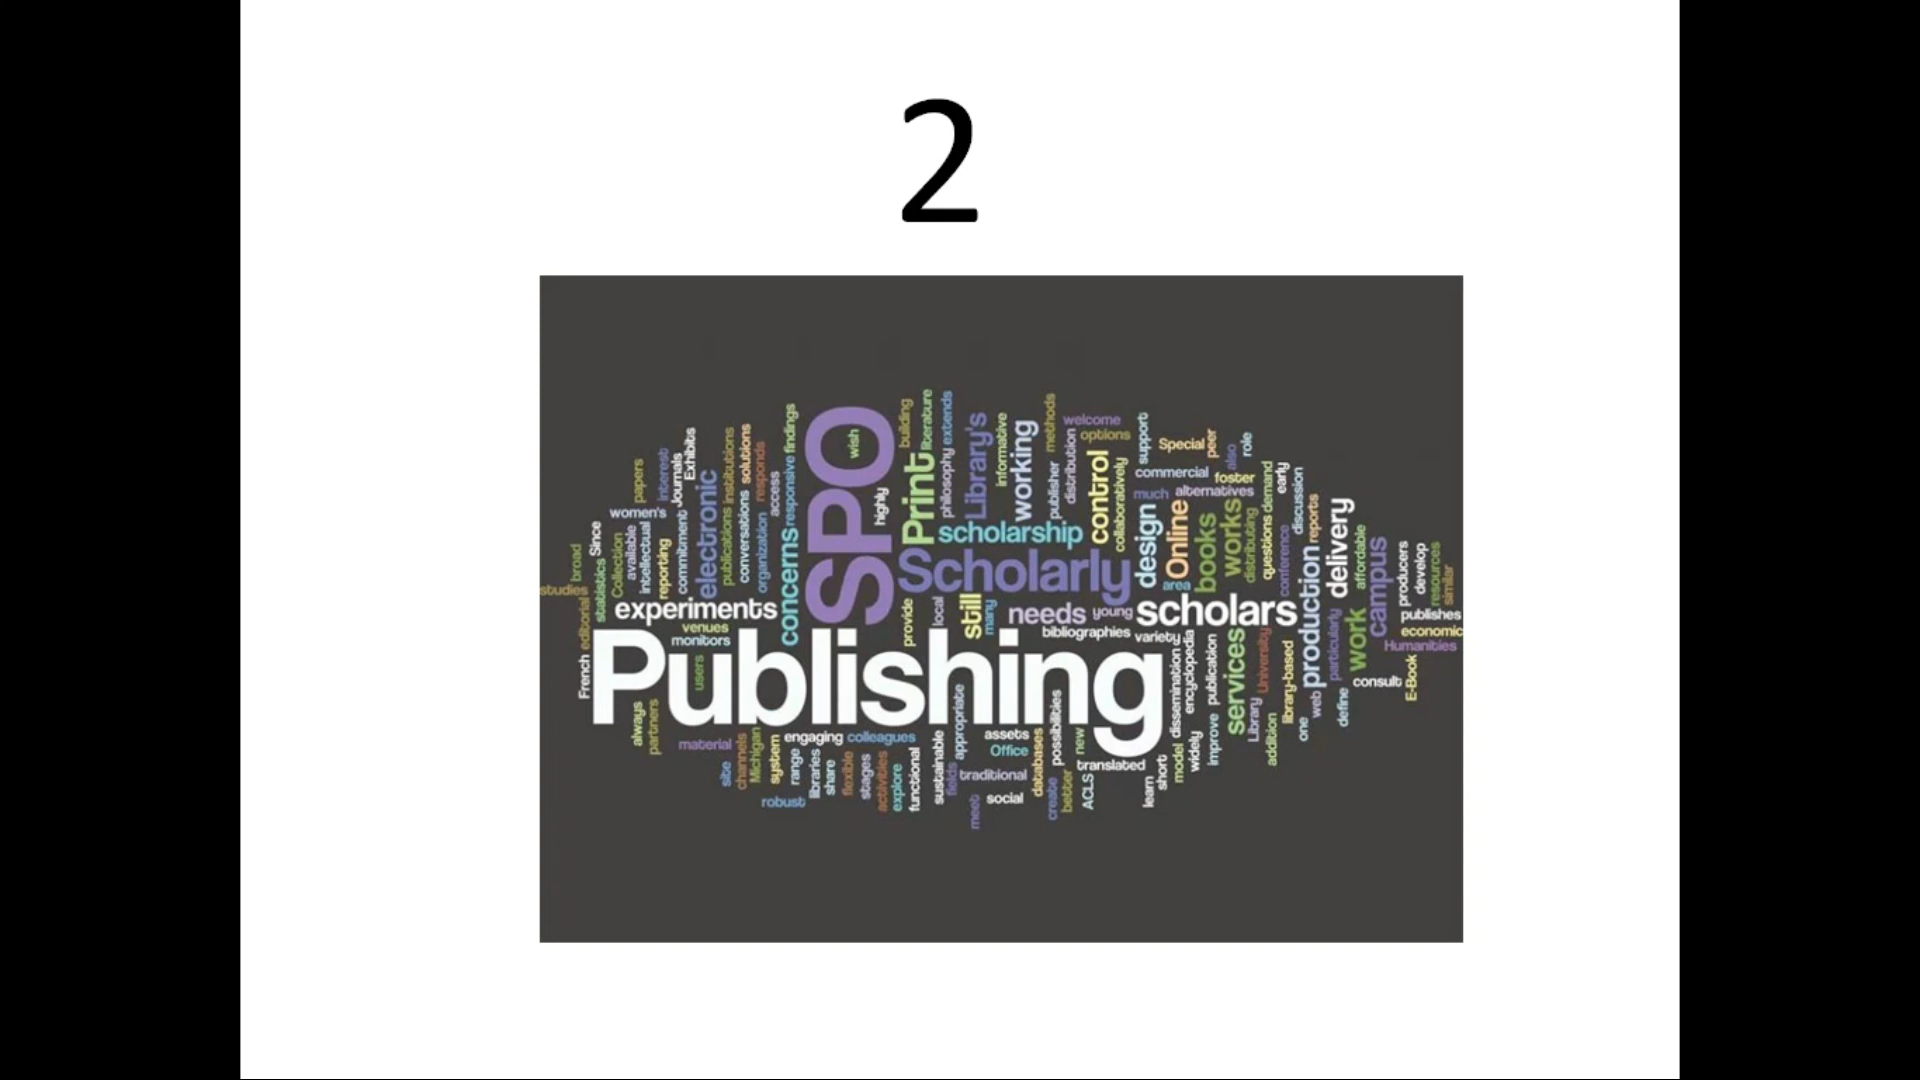 2
SPO
wish
highly
Print
building
literature
extends
philosophy
Library's
informative
working
methods
publisher
distribution
welcome
options
control
collaboratively
support
commercial
Special
peer
also
role
foster
much
alternatives
scholarship
Scholarly
design
Online
area
books
works
distributing
questions
demand
early
discussion
conference
reports
production
delivery
particularly
affordable
work
campus
producers
develop
resources
similar
publishes
economic
Humanities
consult
E-Book
define
papers
interest
Journals
Exhibits
women's
electronic
institutions
publications
solutions
responds
conversations
organization
access
findings
responsive
concerns
Since
broad
studies
statistics
Collection
available
intellectual
reporting
commitment
experiments
venues
monitors
editorial
French
users
provide
local
still
many
needs
young
scholars
bibliographies
variety
Publishing
dissemination
encyclopedia
publication
services
University
library-based
Library
web
one
addition
improve
widely
model
short
learn
always
partners
material
channels
Michigan
site
system
engaging
colleagues
range
libraries
share
flexible
stages
activities
explore
functional
robust
sustainable
appropriate
fields
traditional
assets
Office
databases
possibilities
new
translated
meet
social
create
better
ACLS